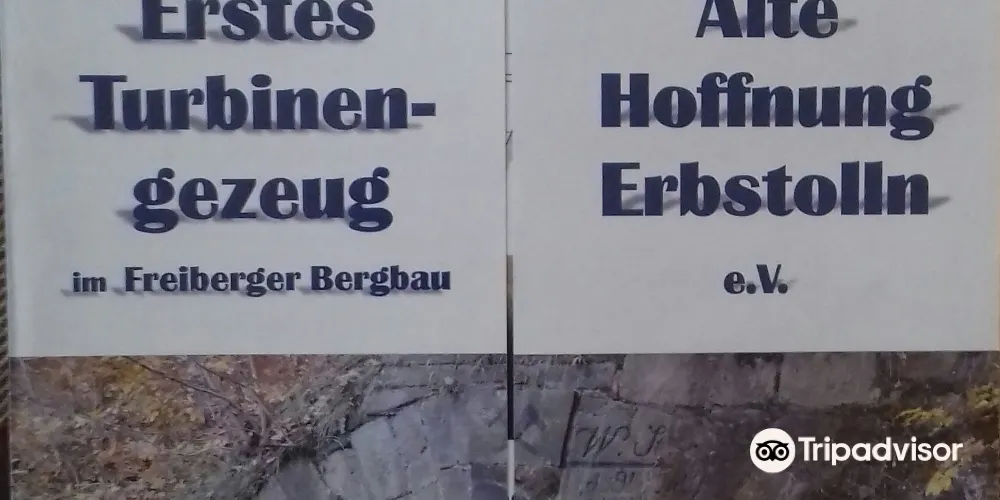 Erstes
Turbinen-
gezeug
im Freiberger Bergbau
Alte
Hoffnung
Erbstolln
e.V.
W. S.
Tripadvisor